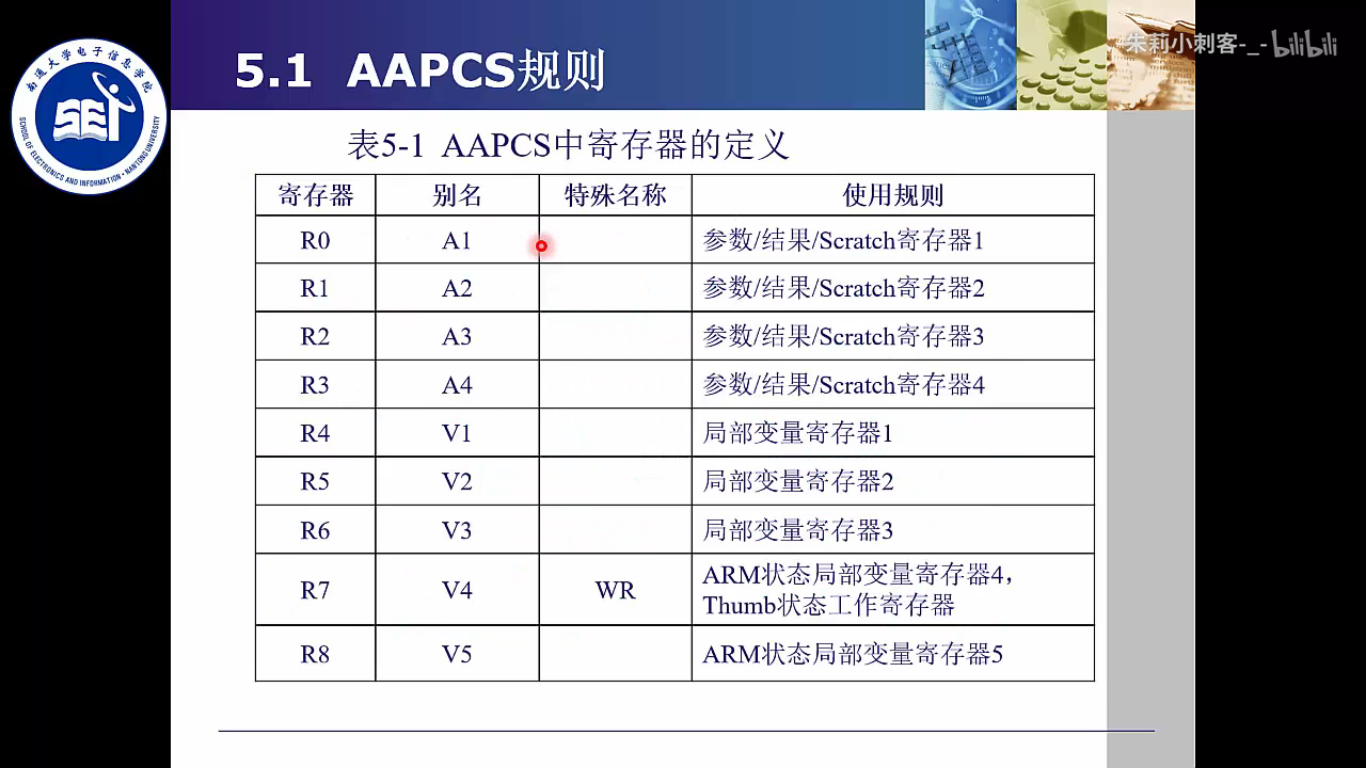 朱莉小刺客-_- bilibili
南通大学电子信息学院
SEI
SCHOOL OF ELECTRONICS AND INFORMATION • NANTONG UNIVERSITY
5.1 AAPCS规则
表5-1 AAPCS中寄存器的定义
寄存器 别名 特殊名称 使用规则
R0 A1 参数/结果/Scratch寄存器1
R1 A2 参数/结果/Scratch寄存器2
R2 A3 参数/结果/Scratch寄存器3
R3 A4 参数/结果/Scratch寄存器4
R4 V1 局部变量寄存器1
R5 V2 局部变量寄存器2
R6 V3 局部变量寄存器3
R7 V4 WR ARM状态局部变量寄存器4,
Thumb状态工作寄存器
R8 V5 ARM状态局部变量寄存器5